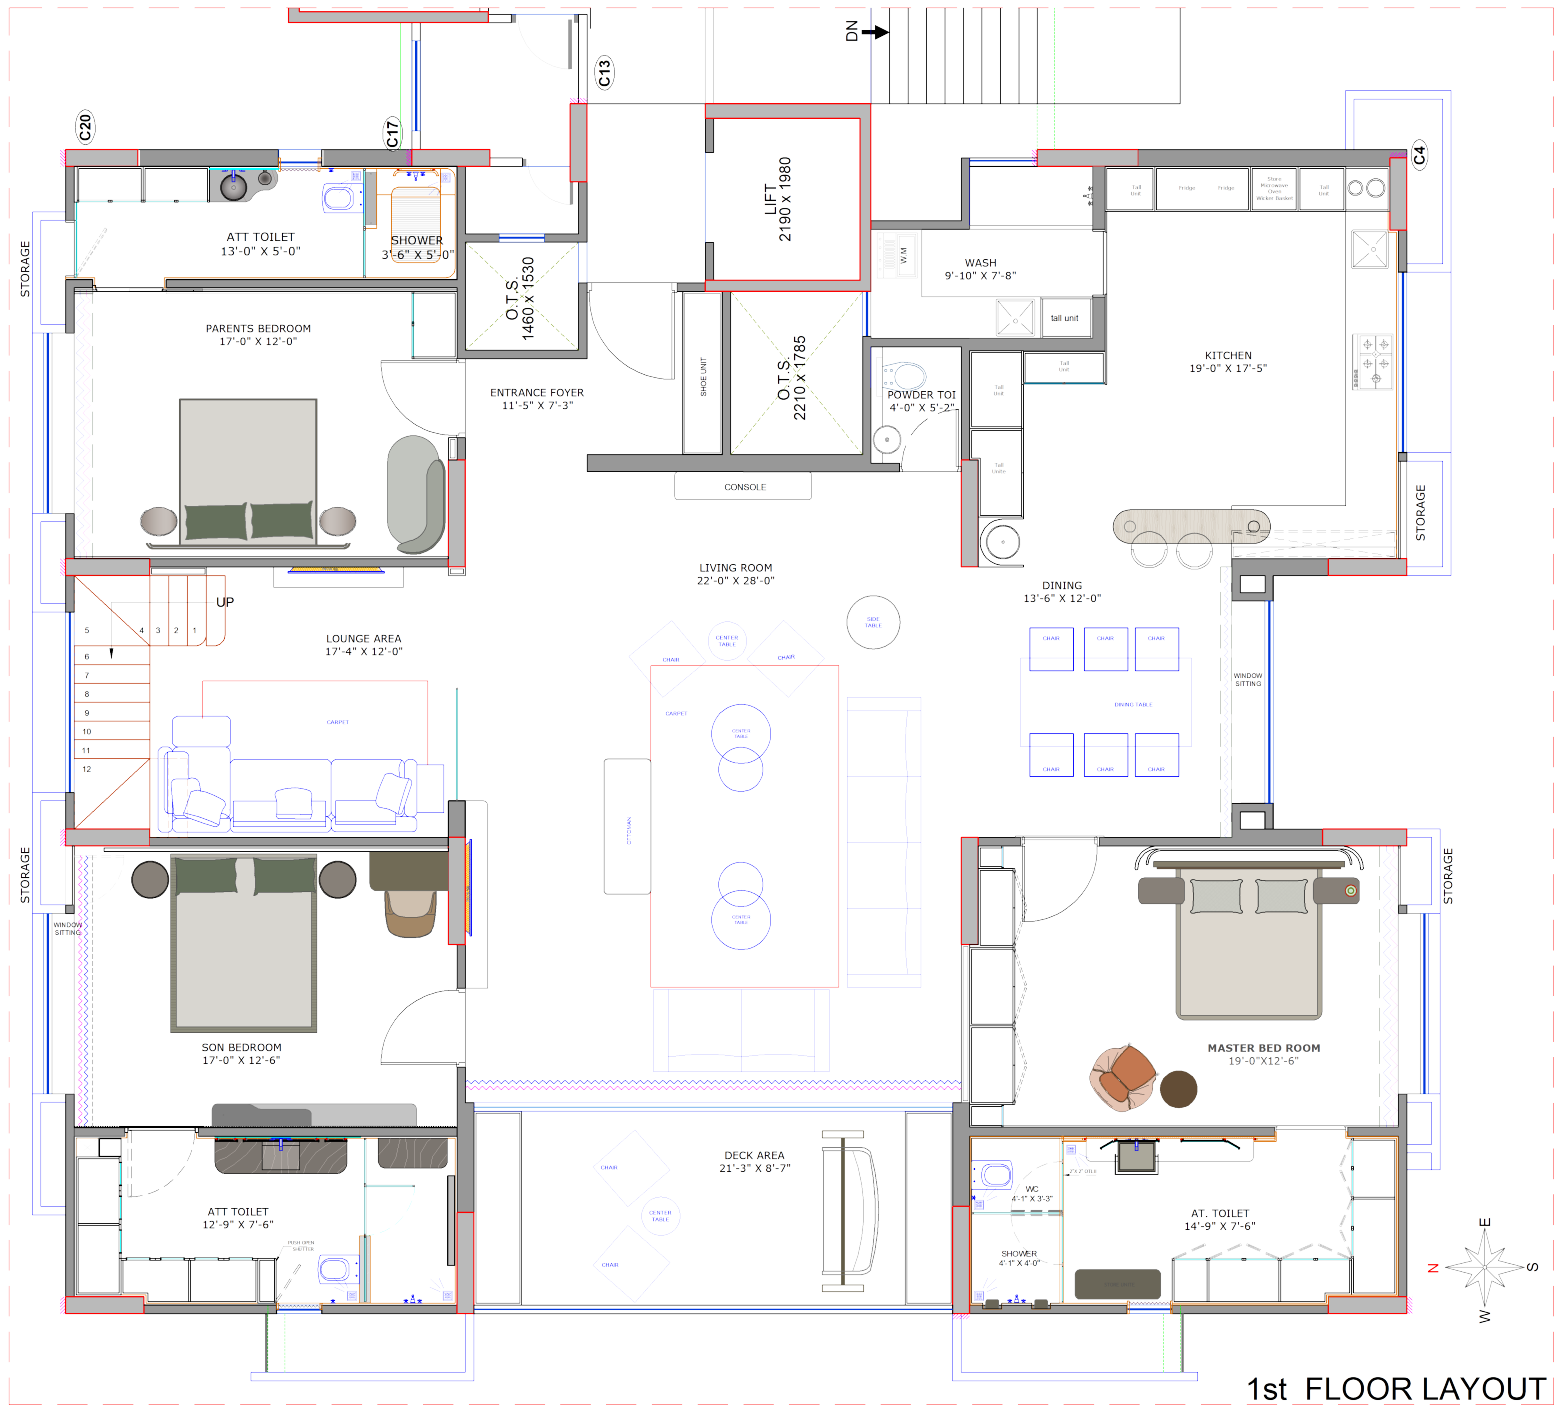 DN
C13
C20
C17
C4
LIFT
2190 x 1980
ATT TOILET
13'-0" X 5'-0"
SHOWER
3'-6" X 5'-0"
STORAGE
O.T.S.
1460 x 1530
W.M
WASH
9'-10" X 7'-8"
tall unit
Tall
Unit
Fridge
Fridge
Store
Microwave
Oven
Wicker Basket
Tall
Unit
PARENTS BEDROOM
17'-0" X 12'-0"
ENTRANCE FOYER
11'-5" X 7'-3"
SHOE UNIT
O.T.S.
2210 x 1785
POWDER TOI
4'-0" X 5'-2"
Tall
Unit
Tall
Unit
Tall
Unite
KITCHEN
19'-0" X 17'-5"
STORAGE
CONSOLE
LIVING ROOM
22'-0" X 28'-0"
DINING
13'-6" X 12'-0"
UP
5
4
3
2
1
6
7
8
9
10
11
12
LOUNGE AREA
17'-4" X 12'-0"
CARPET
SIDE
TABLE
CENTER
TABLE
CHAIR
CHAIR
CARPET
CENTER
TABLE
OTTOMAN
CENTER
TABLE
CHAIR
CHAIR
CHAIR
DINING TABLE
CHAIR
CHAIR
CHAIR
WINDOW
SITTING
STORAGE
WINDOW
SITTING
STORAGE
SON BEDROOM
17'-0" X 12'-6"
MASTER BED ROOM
19'-0"X12'-6"
DECK AREA
21'-3" X 8'-7"
CHAIR
CENTER
TABLE
CHAIR
ATT TOILET
12'-9" X 7'-6"
PUSH OPEN
SHUTTER
WC
4'-1" X 3'-3"
SHOWER
4'-1" X 4'-0"
AT. TOILET
14'-9" X 7'-6"
E
N
S
W
1st FLOOR LAYOUT